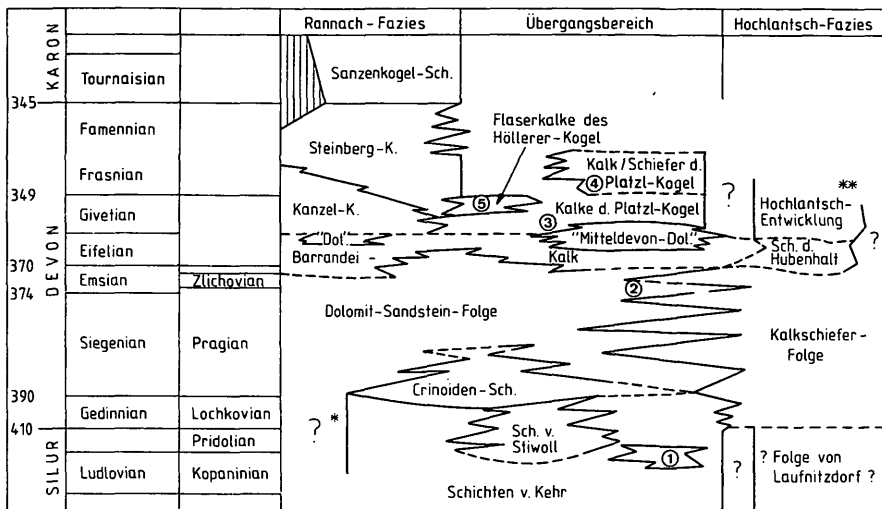 Rannach - Fazies
Übergangsbereich
Hochlantsch-Fazies
KARON
Tournaisian
Sanzenkogel-Sch.
345
DEVON
Famennian
Steinberg-K.
Flaserkalke des
Höllerer-Kogel
Kalk/Schiefer d.
④ Platzl-Kogel
Frasnian
349
Givetian
Kanzel-K.
⑤
③
Kalke d. Platzl-Kogel
?
**
Hochlantsch-
Entwicklung
?
Eifelian
"Dol."
Barrandei-
Kalk
"Mitteldevon-Dol."
Sch. d.
Hubenhalt
370
Emsian
Zlichovian
②
374
Siegenian
Pragian
Dolomit-Sandstein-Folge
Kalkschiefer-
Folge
390
Gedinnian
Lochkovian
Crinoiden-Sch.
? *
410
SILUR
Pridolian
Sch. v.
Stiwoll
①
Ludlovian
Kopaninian
Schichten v. Kehr
?
? Folge von
Laufnitzdorf ?